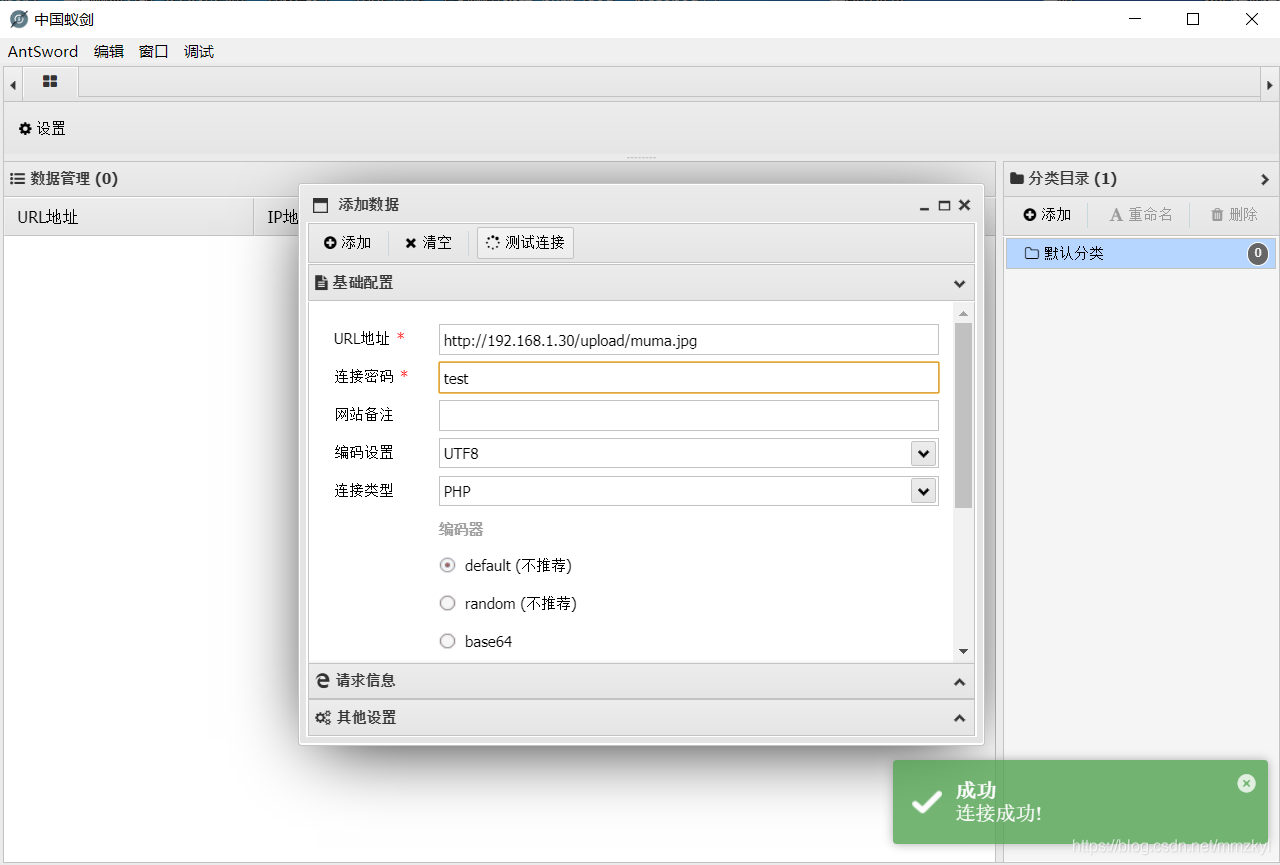 中国蚁剑
AntSword 编辑 窗口 调试
设置
数据管理 (0)
分类目录 (1)
URL地址 IP地
添加 重命名 删除
默认分类 0
添加数据
添加 清空 测试连接
基础配置
URL地址 * http://192.168.1.30/upload/muma.jpg
连接密码 * test
网站备注
编码设置 UTF8
连接类型 PHP
编码器
default (不推荐)
random (不推荐)
base64
请求信息
其他设置
成功
连接成功!
https://blog.csdn.net/mmzkyl